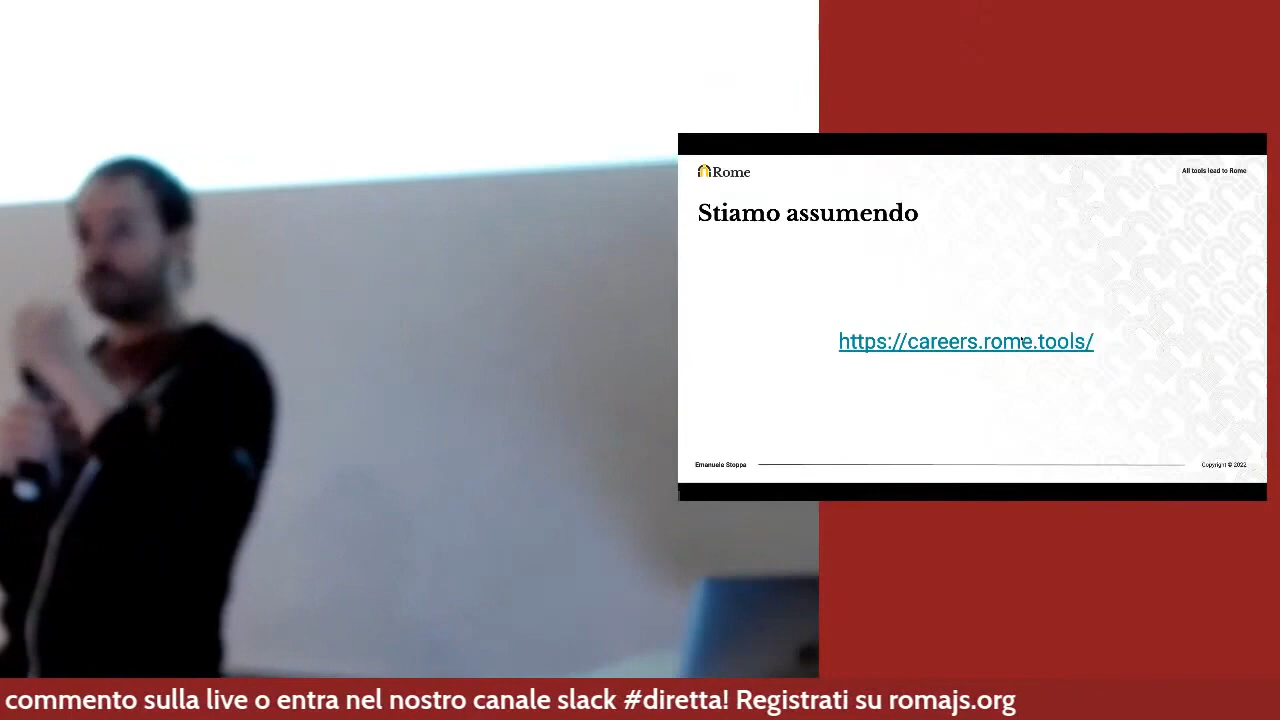 Rome
All tools lead to Rome
Stiamo assumendo
https://careers.rome.tools/
Emanuele Stoppa
Copyright © 2022
commento sulla live o entra nel nostro canale slack #diretta! Registrati su romajs.org